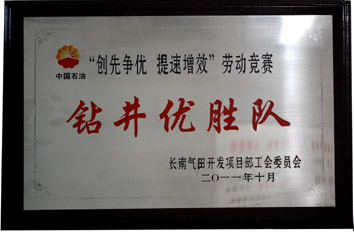 中国石油
“创先争优 提速增效”劳动竞赛
钻井优胜队
长南气田开发项目部工会委员会
二〇一一年十月